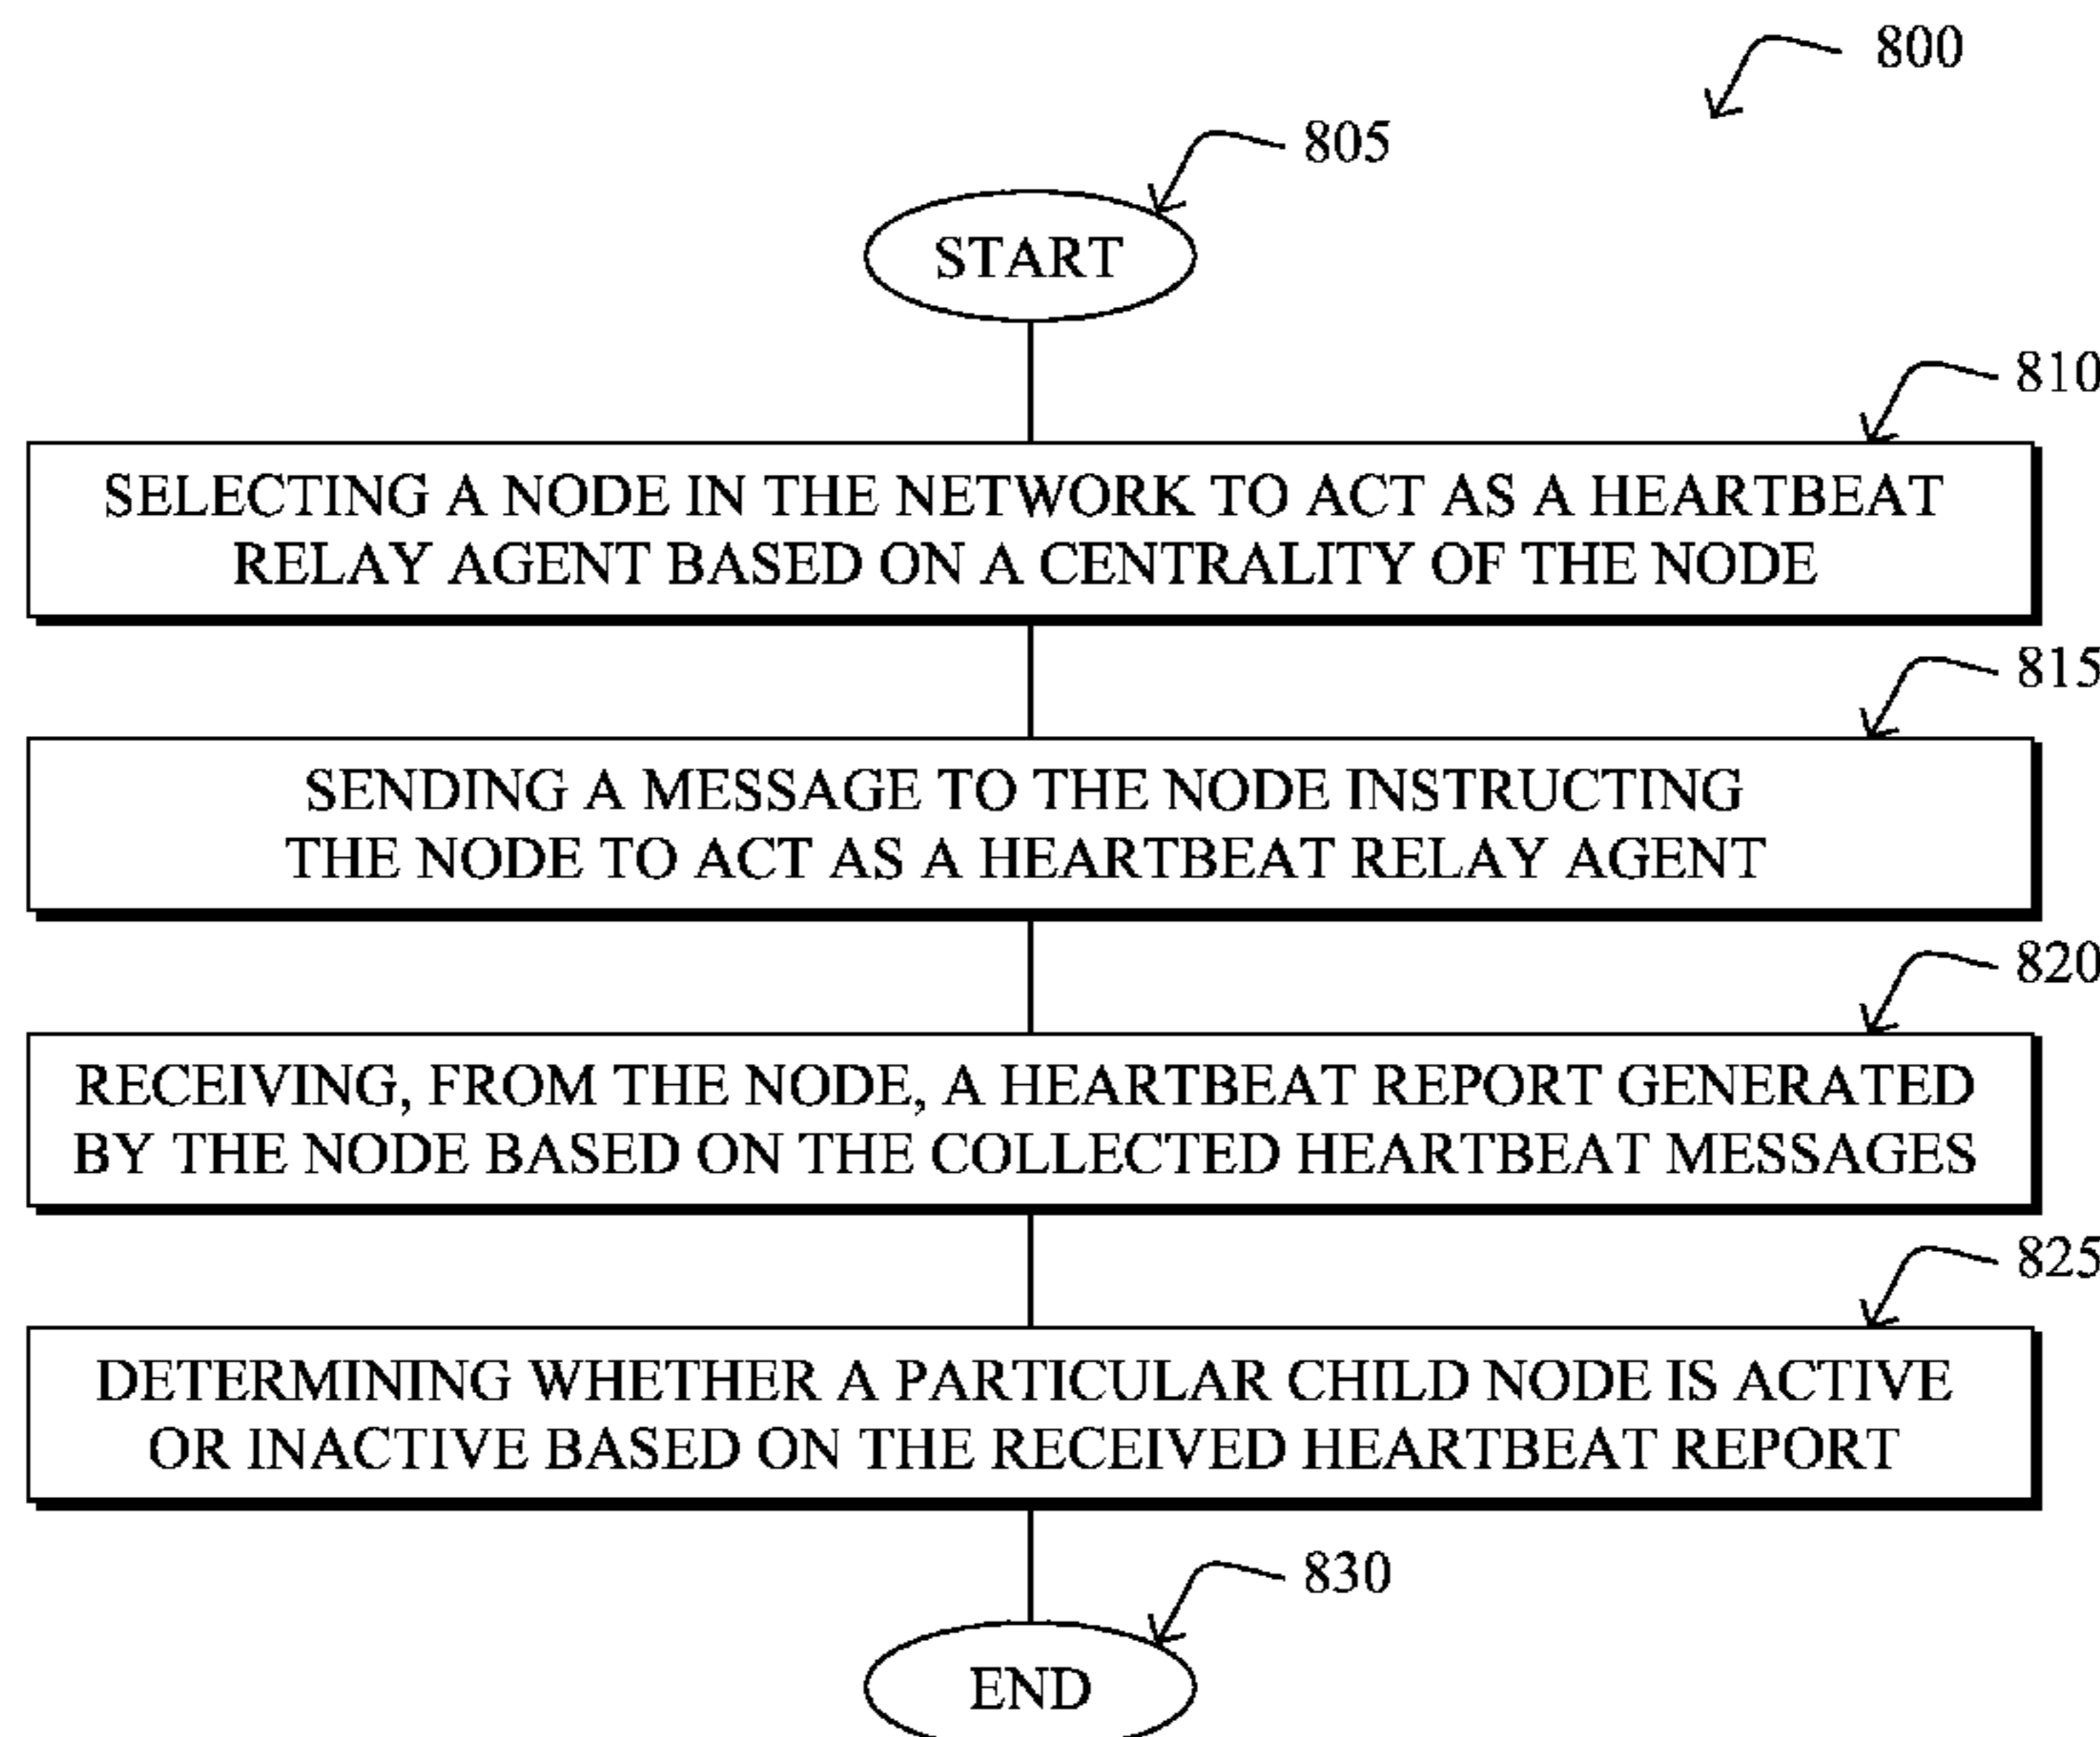 800
805
START
810
SELECTING A NODE IN THE NETWORK TO ACT AS A HEARTBEAT
RELAY AGENT BASED ON A CENTRALITY OF THE NODE
815
SENDING A MESSAGE TO THE NODE INSTRUCTING
THE NODE TO ACT AS A HEARTBEAT RELAY AGENT
820
RECEIVING, FROM THE NODE, A HEARTBEAT REPORT GENERATED
BY THE NODE BASED ON THE COLLECTED HEARTBEAT MESSAGES
825
DETERMINING WHETHER A PARTICULAR CHILD NODE IS ACTIVE
OR INACTIVE BASED ON THE RECEIVED HEARTBEAT REPORT
830
END